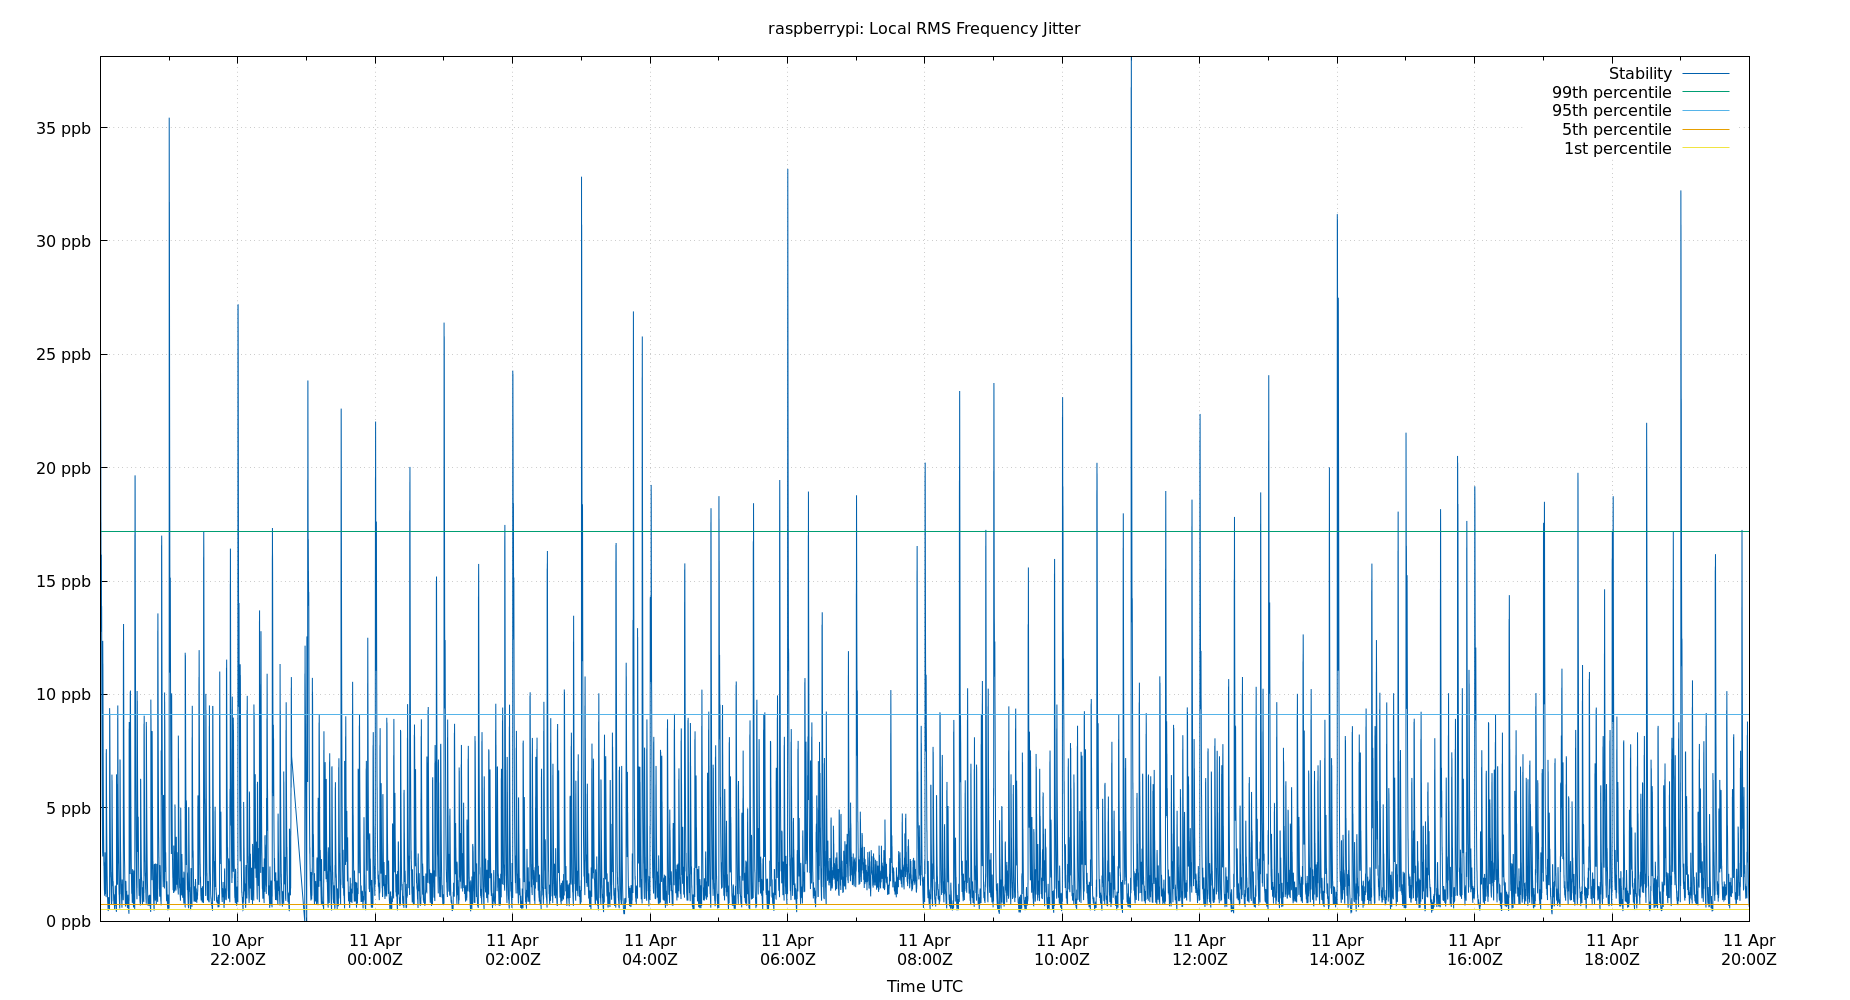 raspberrypi: Local RMS Frequency Jitter
Stability
99th percentile
95th percentile
5th percentile
1st percentile
35 ppb
30 ppb
25 ppb
20 ppb
15 ppb
10 ppb
5 ppb
0 ppb
10 Apr 11 Apr 11 Apr 11 Apr 11 Apr 11 Apr 11 Apr 11 Apr 11 Apr 11 Apr 11 Apr 11 Apr
22:00Z 00:00Z 02:00Z 04:00Z 06:00Z 08:00Z 10:00Z 12:00Z 14:00Z 16:00Z 18:00Z 20:00Z
Time UTC